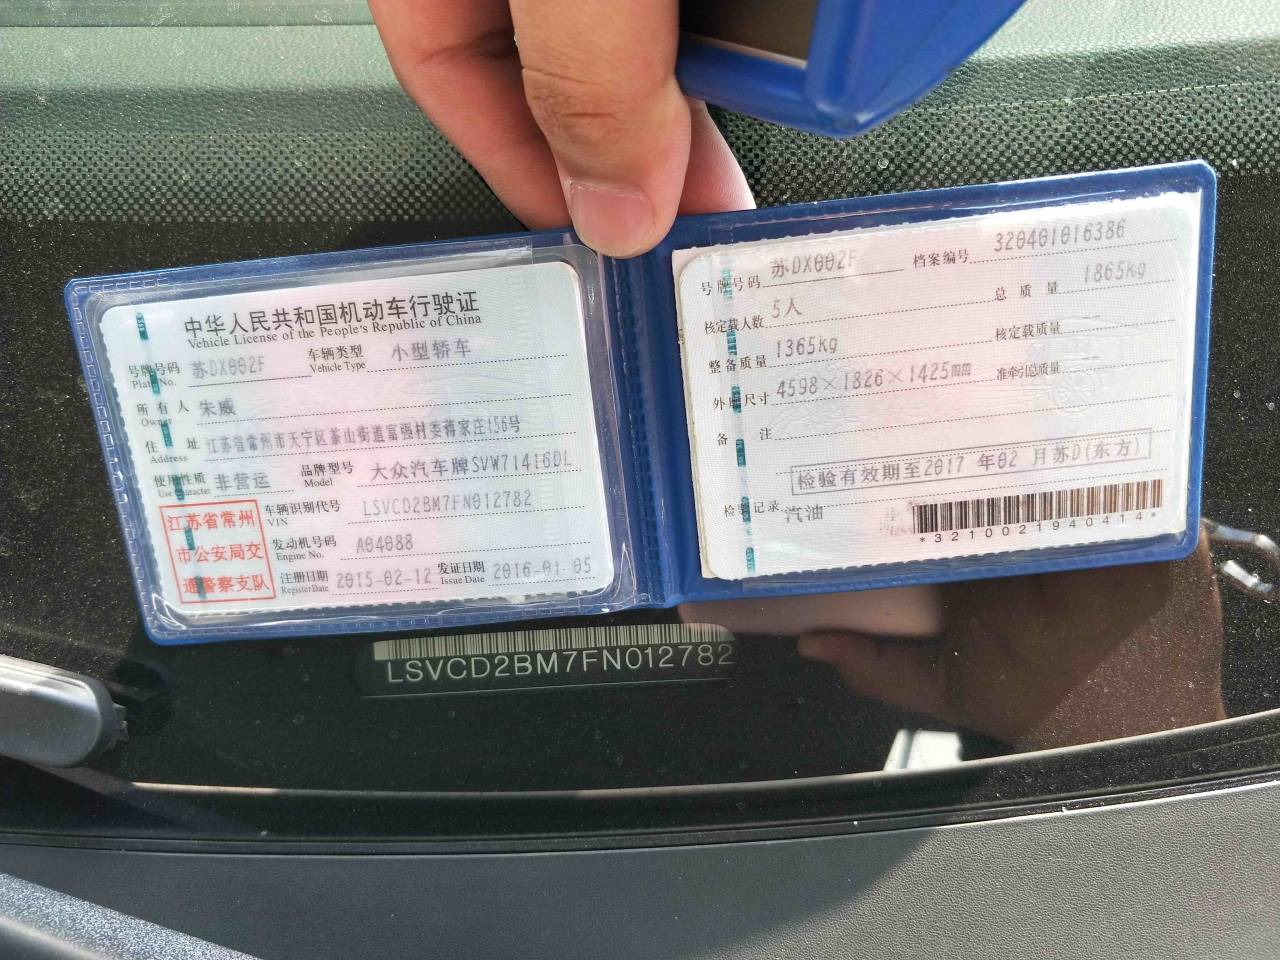 中华人民共和国机动车行驶证
Vehicle License of the People's Republic of China
号牌号码 苏DX002F 车辆类型 小型轿车
Plate No. Vehicle Type
所有人 朱威
Owner
住址 江苏省常州市天宁区茶山街道富强村委蒋家庄156号
Address
使用性质 非营运 品牌型号 大众汽车牌SVW71416DL
Use Character Model
江苏省常州
市公安局交
通警察支队
车辆识别代号 LSVCD2BM7FN012782
VIN
发动机号码 A04088
Engine No.
注册日期 2015-02-12 发证日期 2016-01-05
Register Date Issue Date
号牌号码 苏DX002F 档案编号 320401016386
核定载人数 5人 总质量 1865kg
整备质量 1365kg 核定载质量
外廓尺寸 4598×1826×1425 准牵引总质量
备注
检验有效期至2017 年02 月苏D(东方)
检验记录 汽油
*3210021940414*
LSVCD2BM7FN012782